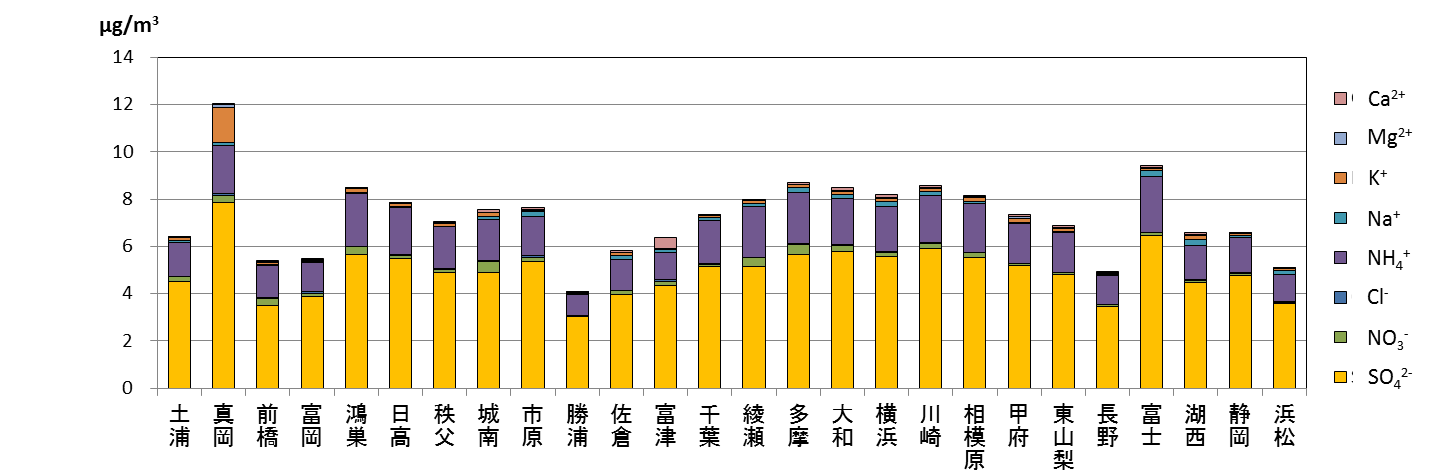 µg/m³
14
12
10
8
6
4
2
0
Ca²⁺
Mg²⁺
K⁺
Na⁺
NH₄⁺
Cl⁻
NO₃⁻
SO₄²⁻
土浦
真岡
前橋
富岡
鴻巣
日高
秩父
城南
市原
勝浦
佐倉
富津
千葉
綾瀬
多摩
大和
横浜
川崎
相模原
甲府
東山梨
長野
富士
湖西
静岡
浜松